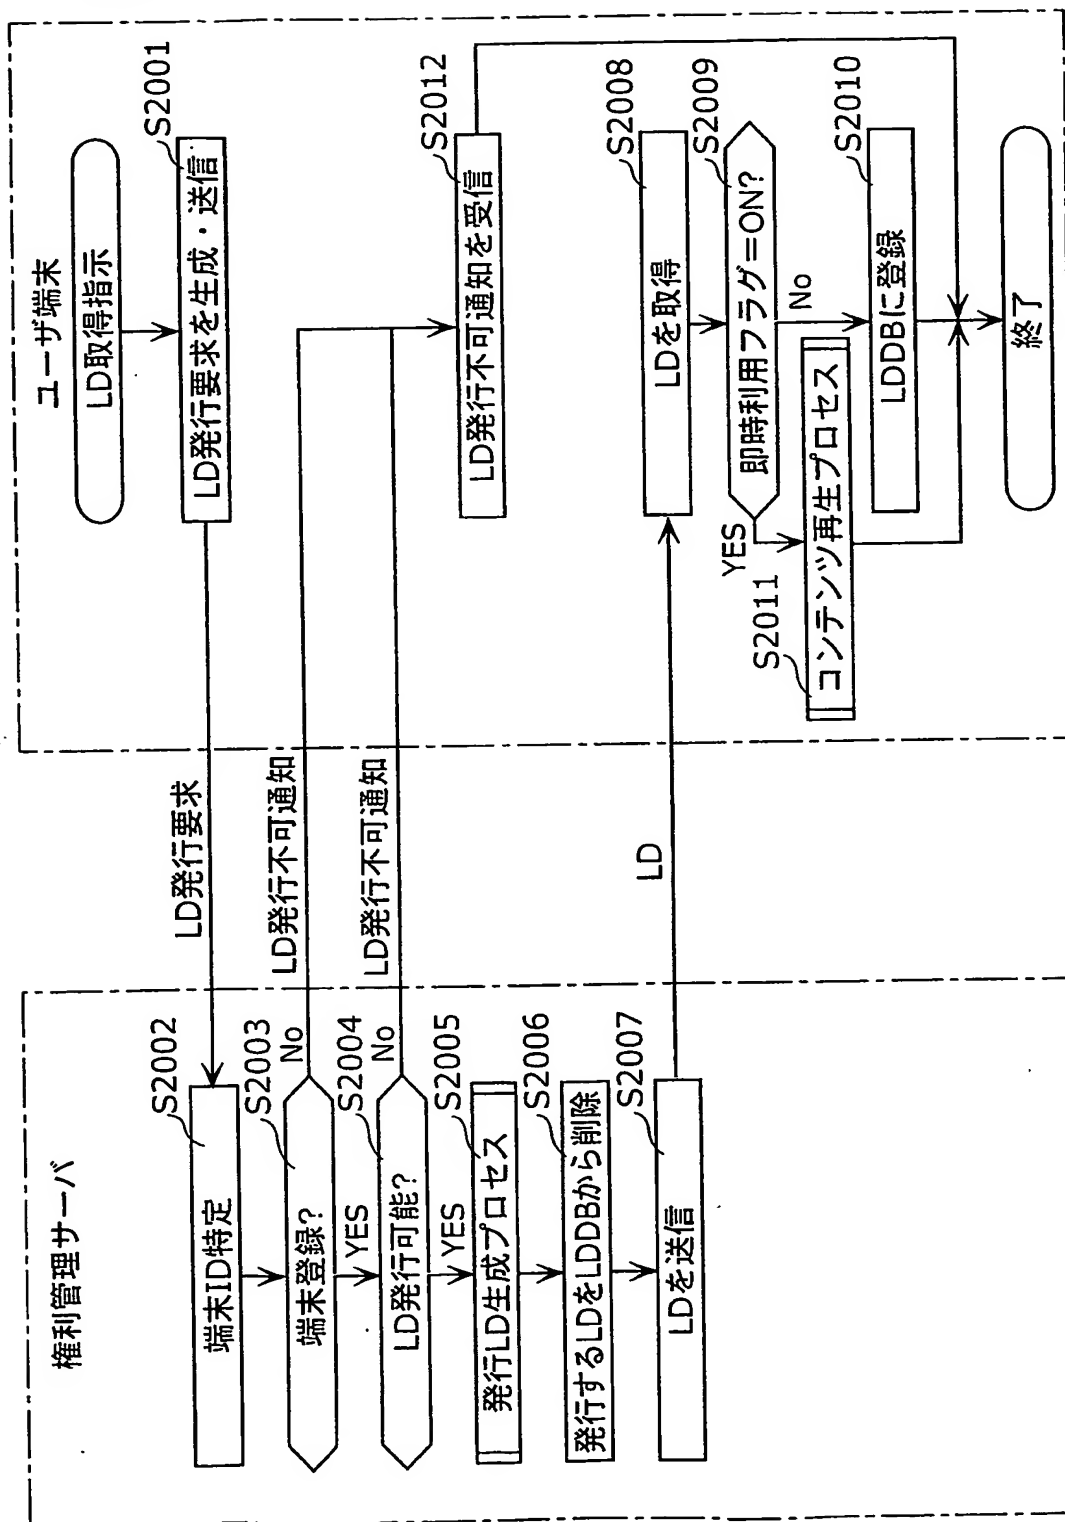 権利管理サーバ
S2002
端末ID特定
S2003
端末登録?
No
YES
S2004
LD発行可能?
No
YES
S2005
発行LD生成プロセス
S2006
発行するLDをLDDBから削除
S2007
LDを送信
LD発行要求
LD発行不可通知
LD発行不可通知
LD
ユーザ端末
LD取得指示
S2001
LD発行要求を生成・送信
S2012
LD発行不可通知を受信
S2008
LDを取得
S2009
即時利用フラグ=ON?
YES
No
S2011
コンテンツ再生プロセス
S2010
LDDBに登録
終了